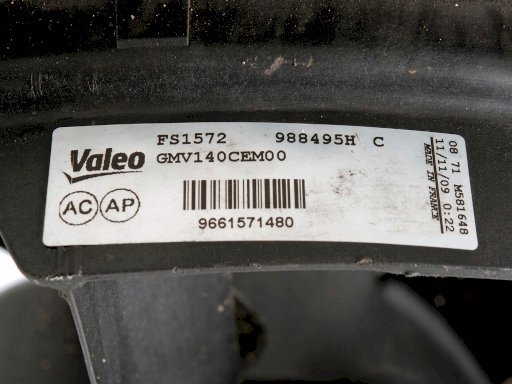 FS1572 988495H C
Valeo GMV140CEM00
AC AP
9661571480
08 71 M581648
11/11/09 0:22
MADE IN FRANCE